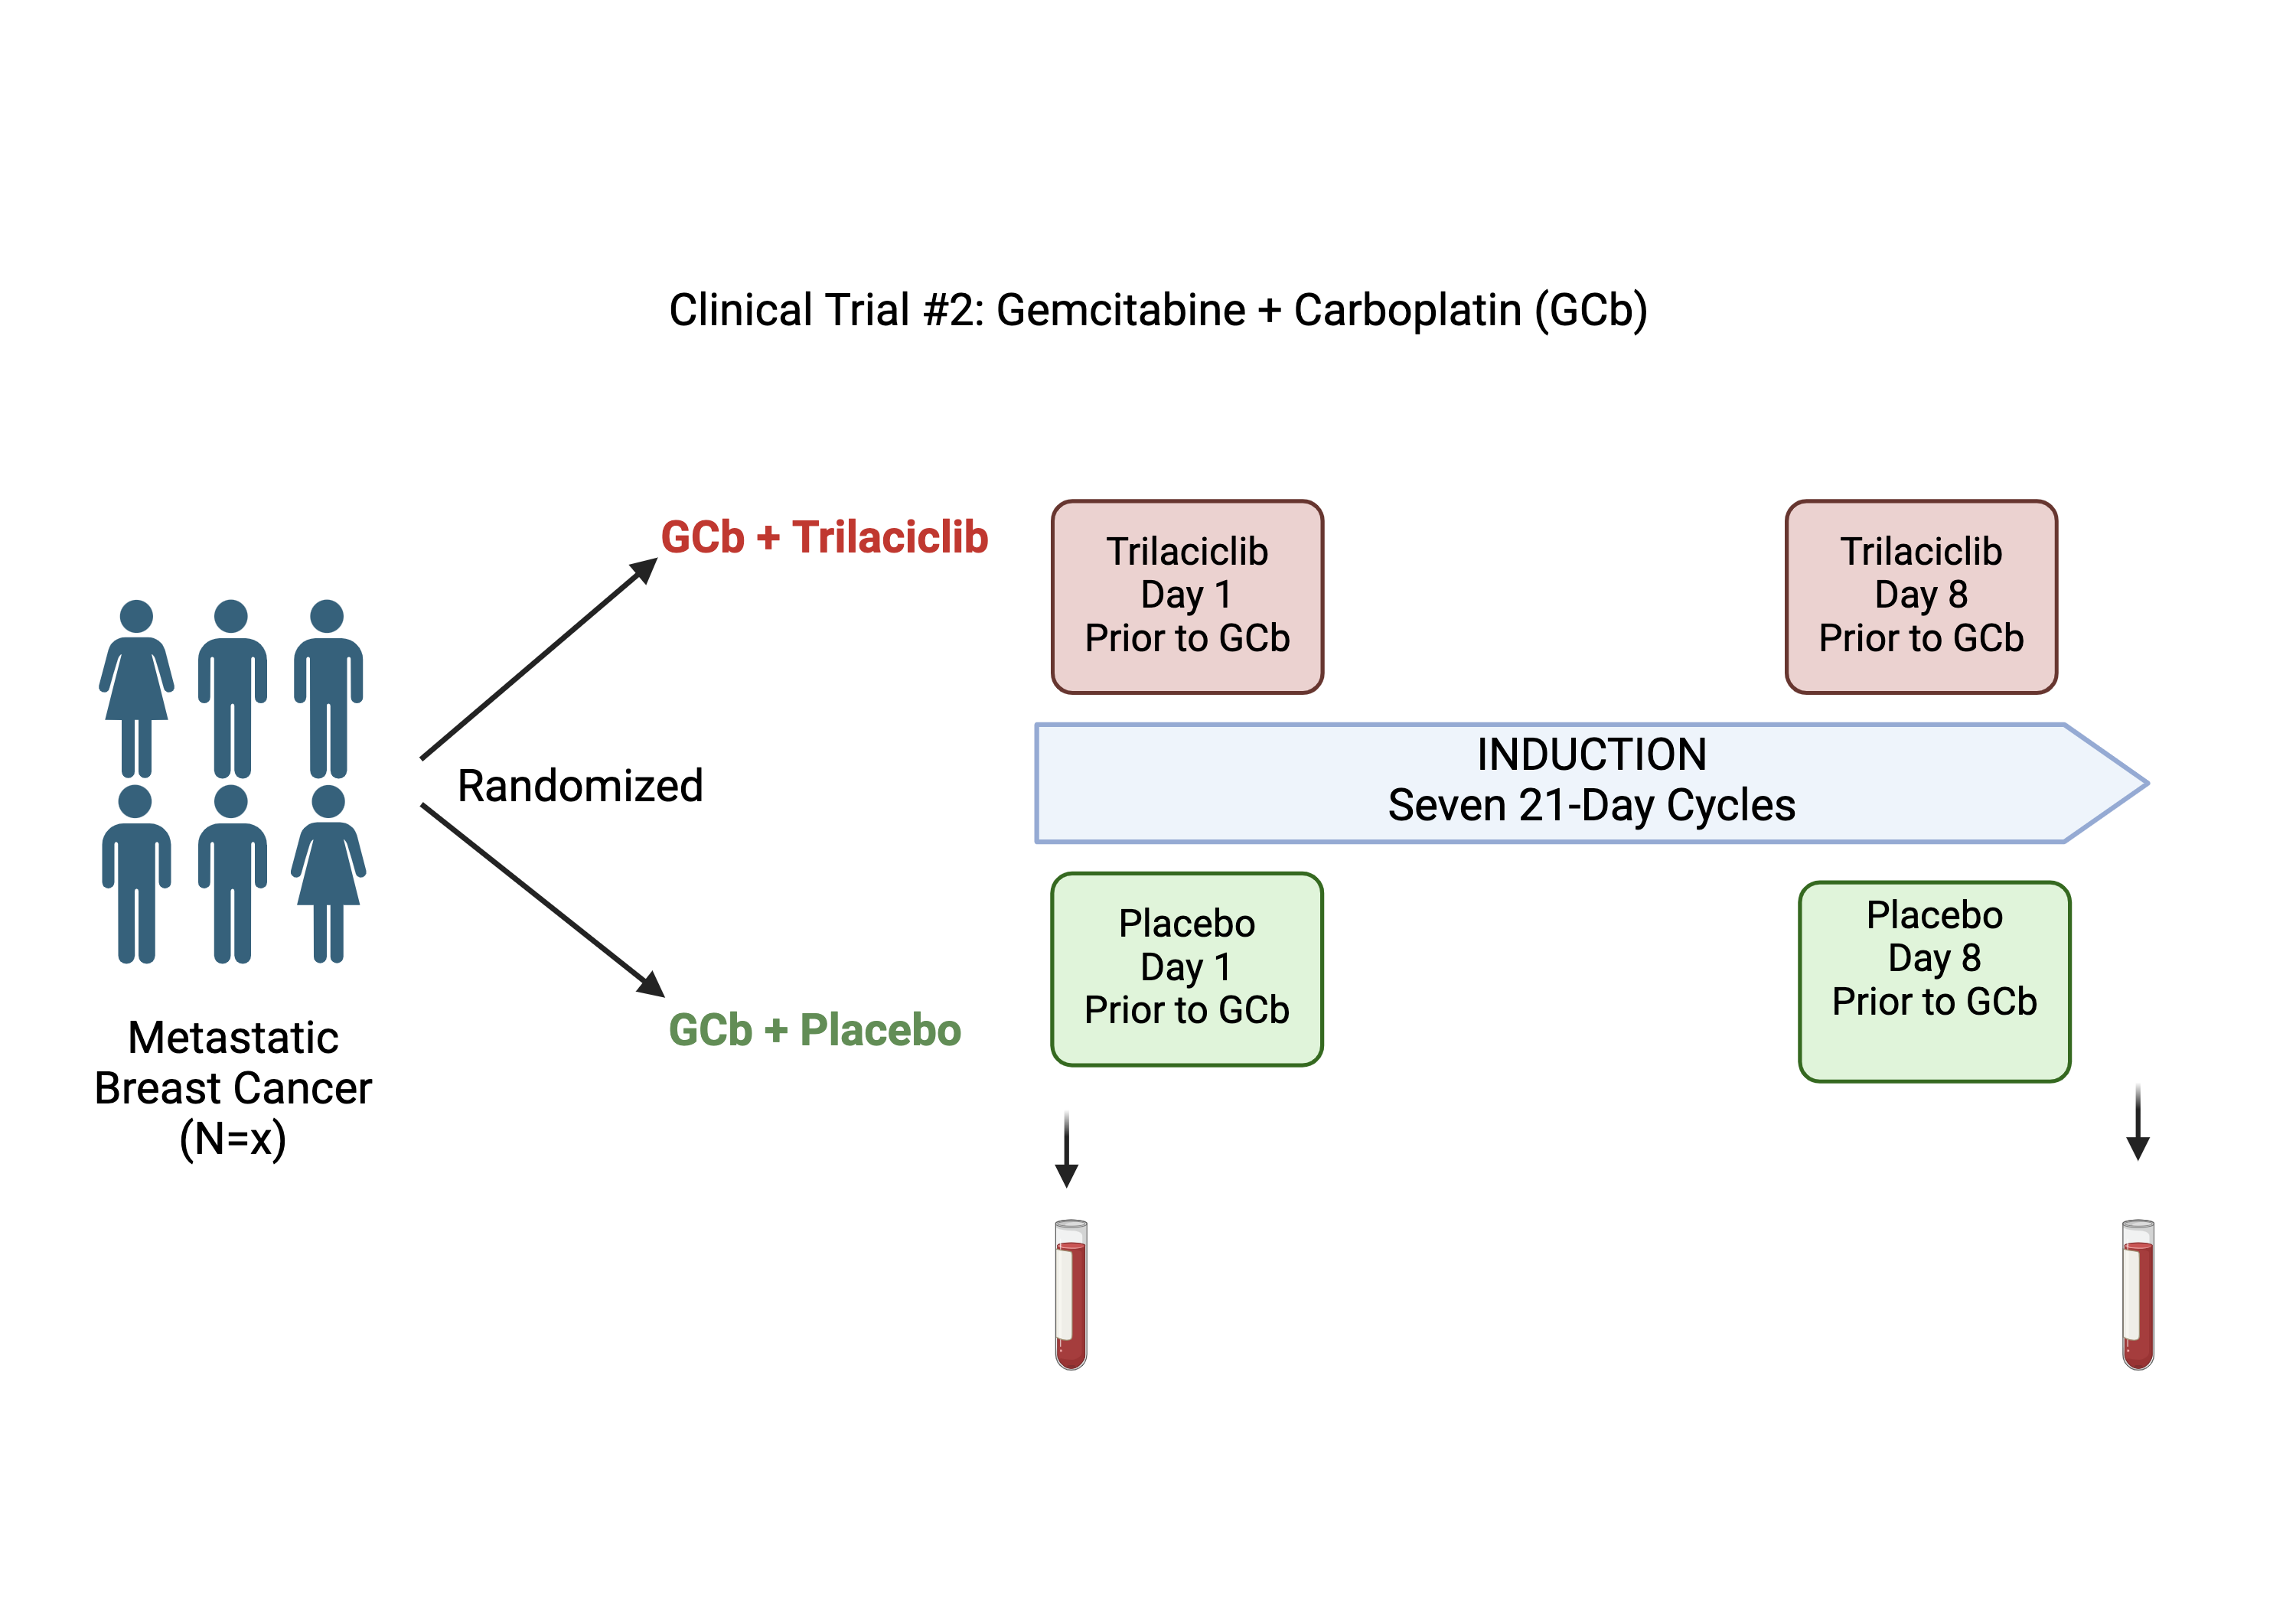 Clinical Trial #2: Gemcitabine + Carboplatin (GCb)
GCb + Trilaciclib
Trilaciclib
Day 1
Prior to GCb
Trilaciclib
Day 8
Prior to GCb
Randomized
INDUCTION
Seven 21-Day Cycles
GCb + Placebo
Placebo
Day 1
Prior to GCb
Placebo
Day 8
Prior to GCb
Metastatic
Breast Cancer
(N=x)